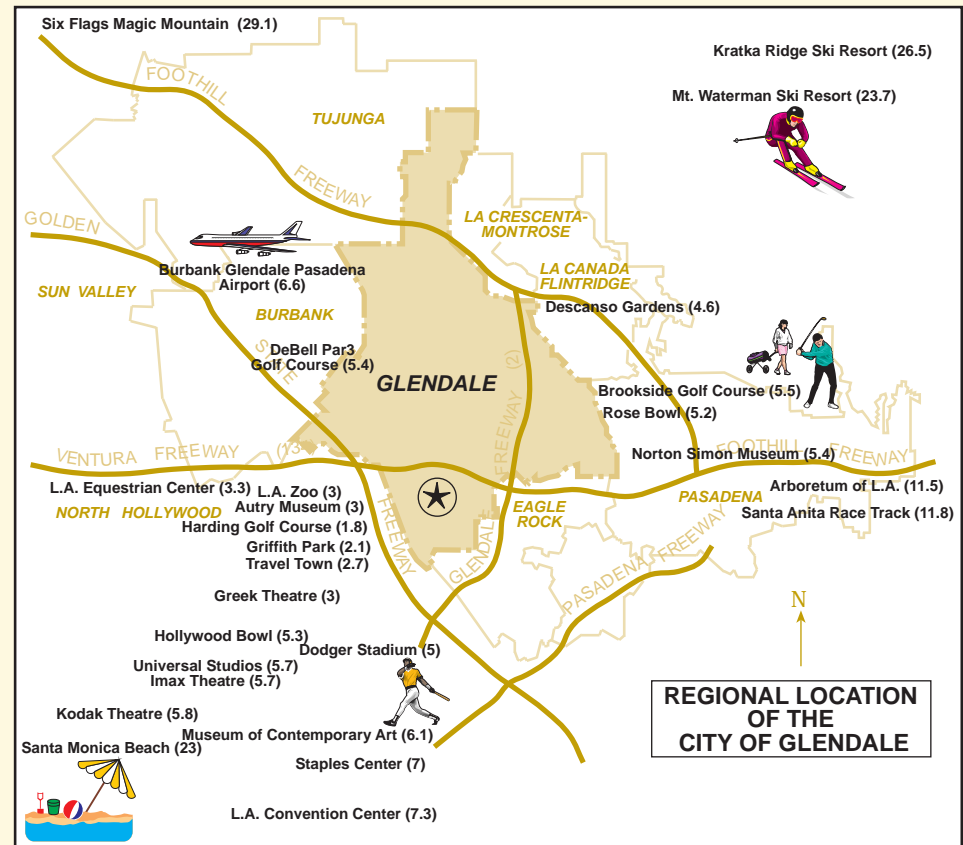 Six Flags Magic Mountain (29.1)
Kratka Ridge Ski Resort (26.5)
FOOTHILL
Mt. Waterman Ski Resort (23.7)
TUJUNGA
FREEWAY
GOLDEN
LA CRESCENTA-
MONTROSE
Burbank Glendale Pasadena
Airport (6.6)
LA CANADA
FLINTRIDGE
SUN VALLEY
Descanso Gardens (4.6)
BURBANK
STATE
DeBell Par3
Golf Course (5.4)
(2)
GLENDALE
Brookside Golf Course (5.5)
Rose Bowl (5.2)
FREEWAY
VENTURA FREEWAY (13
Norton Simon Museum (5.4)
FOOTHILL FREEWAY
L.A. Equestrian Center (3.3)
L.A. Zoo (3)
Arboretum of L.A. (11.5)
PASADENA
Autry Museum (3)
NORTH HOLLYWOOD
EAGLE
ROCK
Santa Anita Race Track (11.8)
Harding Golf Course (1.8)
FREEWAY
GLENDALE
Griffith Park (2.1)
Travel Town (2.7)
PASADENA FREEWAY
Greek Theatre (3)
N
Hollywood Bowl (5.3)
Dodger Stadium (5)
Universal Studios (5.7)
Imax Theatre (5.7)
Kodak Theatre (5.8)
Museum of Contemporary Art (6.1)
Santa Monica Beach (23)
Staples Center (7)
REGIONAL LOCATION
OF THE
CITY OF GLENDALE
L.A. Convention Center (7.3)